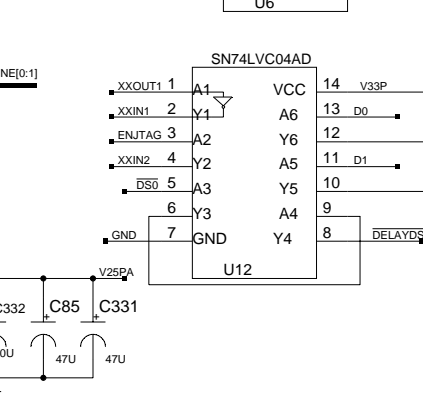 U6
SN74LVC04AD
NE[0:1]
XXOUT1 1 A1 VCC 14 V33P
XXIN1 2 Y1 A6 13 D0
ENJTAG 3 A2 Y6 12
XXIN2 4 Y2 A5 11 D1
DS0 5 A3 Y5 10
6 Y3 A4 9
GND 7 GND Y4 8 DELAYDS
U12
V25PA
C332 C85 C331
0U 47U 47U